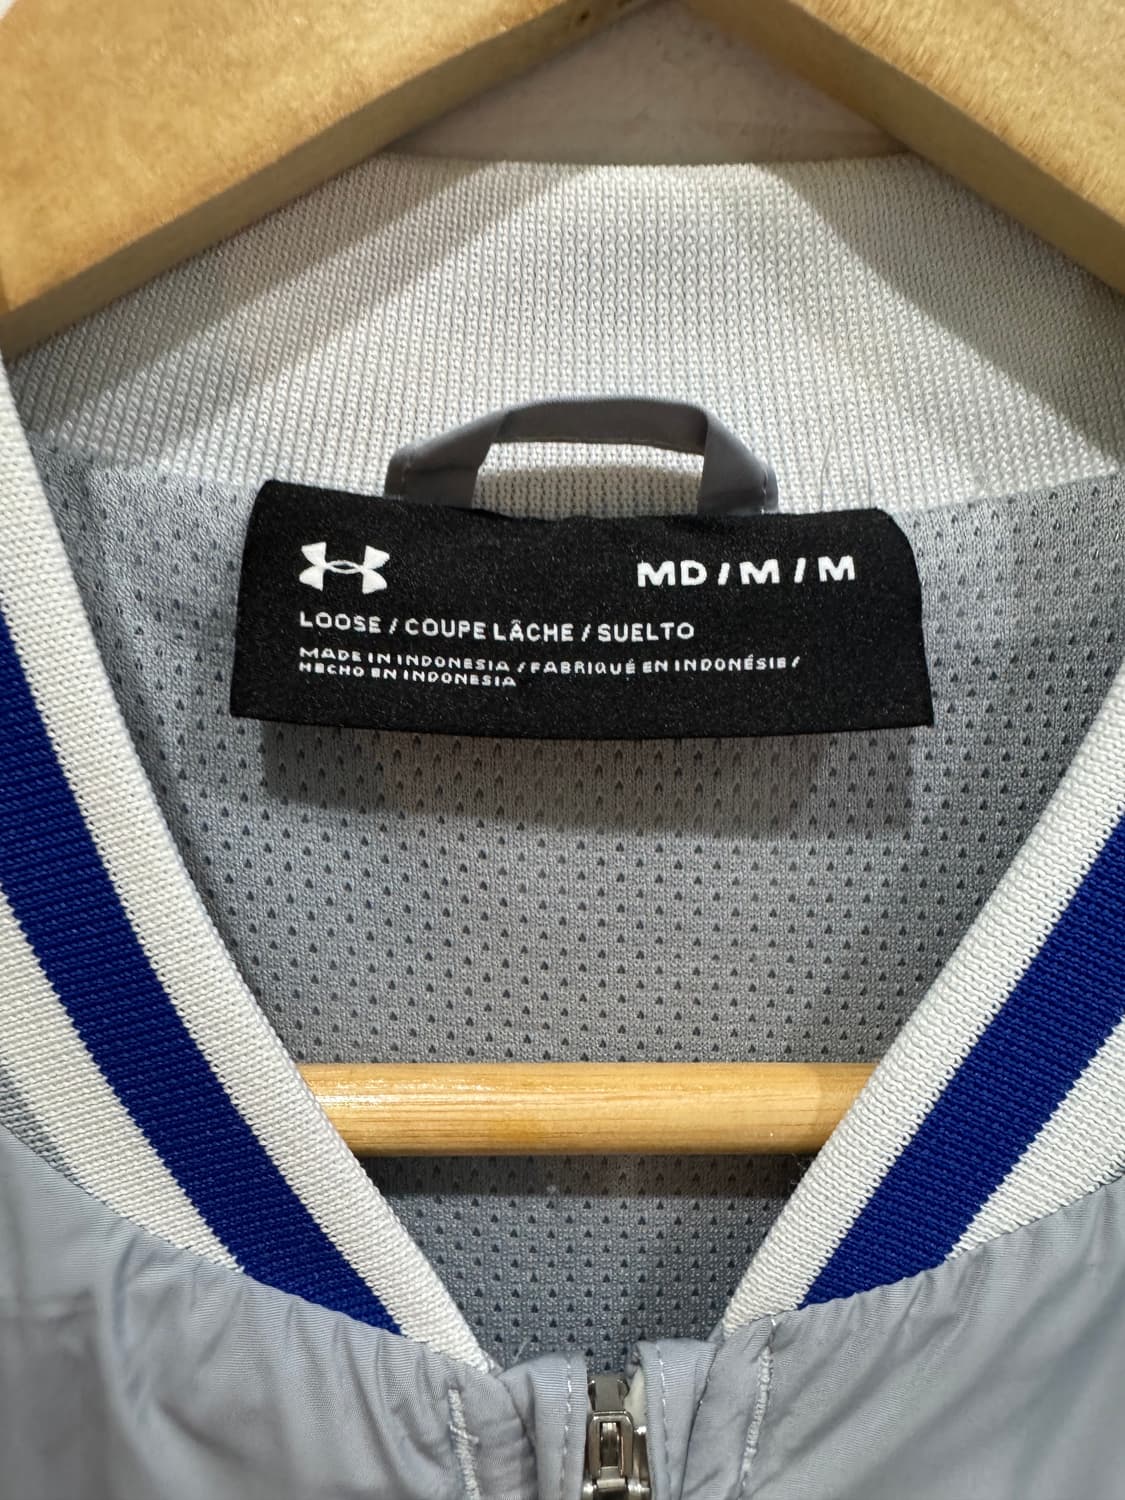 MD / M / M
LOOSE / COUPE LÂCHE / SUELTO
MADE IN INDONESIA / FABRIQUÉ EN INDONÉSIE /
HECHO EN INDONESIA